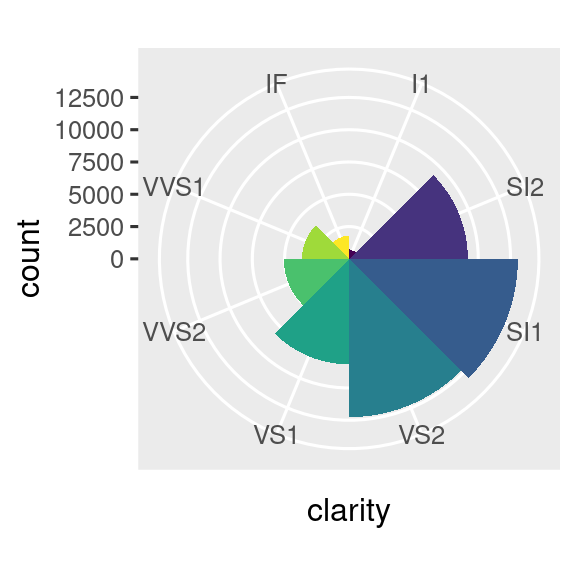 IF
I1
12500
10000
7500
5000
2500
0
VVS1
SI2
VVS2
SI1
VS1
VS2
count
clarity